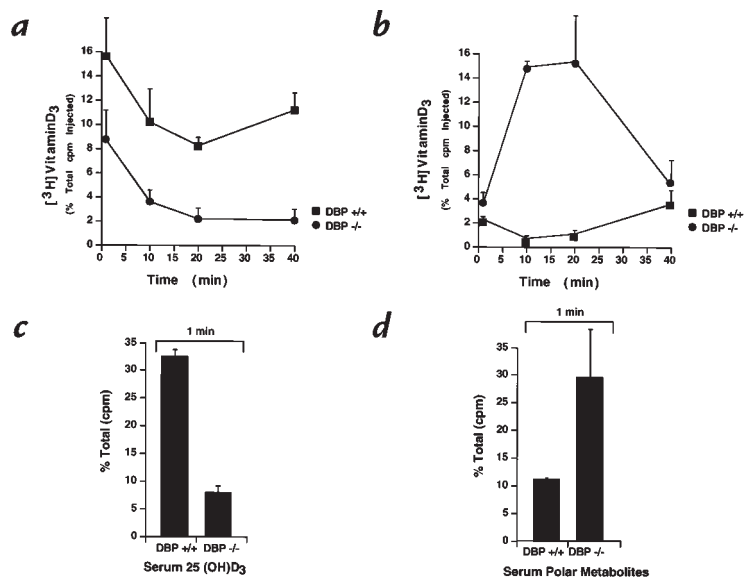 a
[³H]VitaminD₃
(% Total cpm Injected)
16
14
12
10
8
6
4
2
0
0 5 10 15 20 25 30 35 40
Time (min)
DBP +/+
DBP -/-
b
[³H]VitaminD₃
(% Total cpm Injected)
16
14
12
10
8
6
4
2
0
0 5 10 15 20 25 30 35 40
Time (min)
DBP +/+
DBP -/-
c
1 min
% Total (cpm)
35
30
25
20
15
10
5
0
DBP +/+ DBP -/-
Serum 25 (OH)D₃
d
1 min
% Total (cpm)
35
30
25
20
15
10
5
0
DBP +/+ DBP -/-
Serum Polar Metabolites